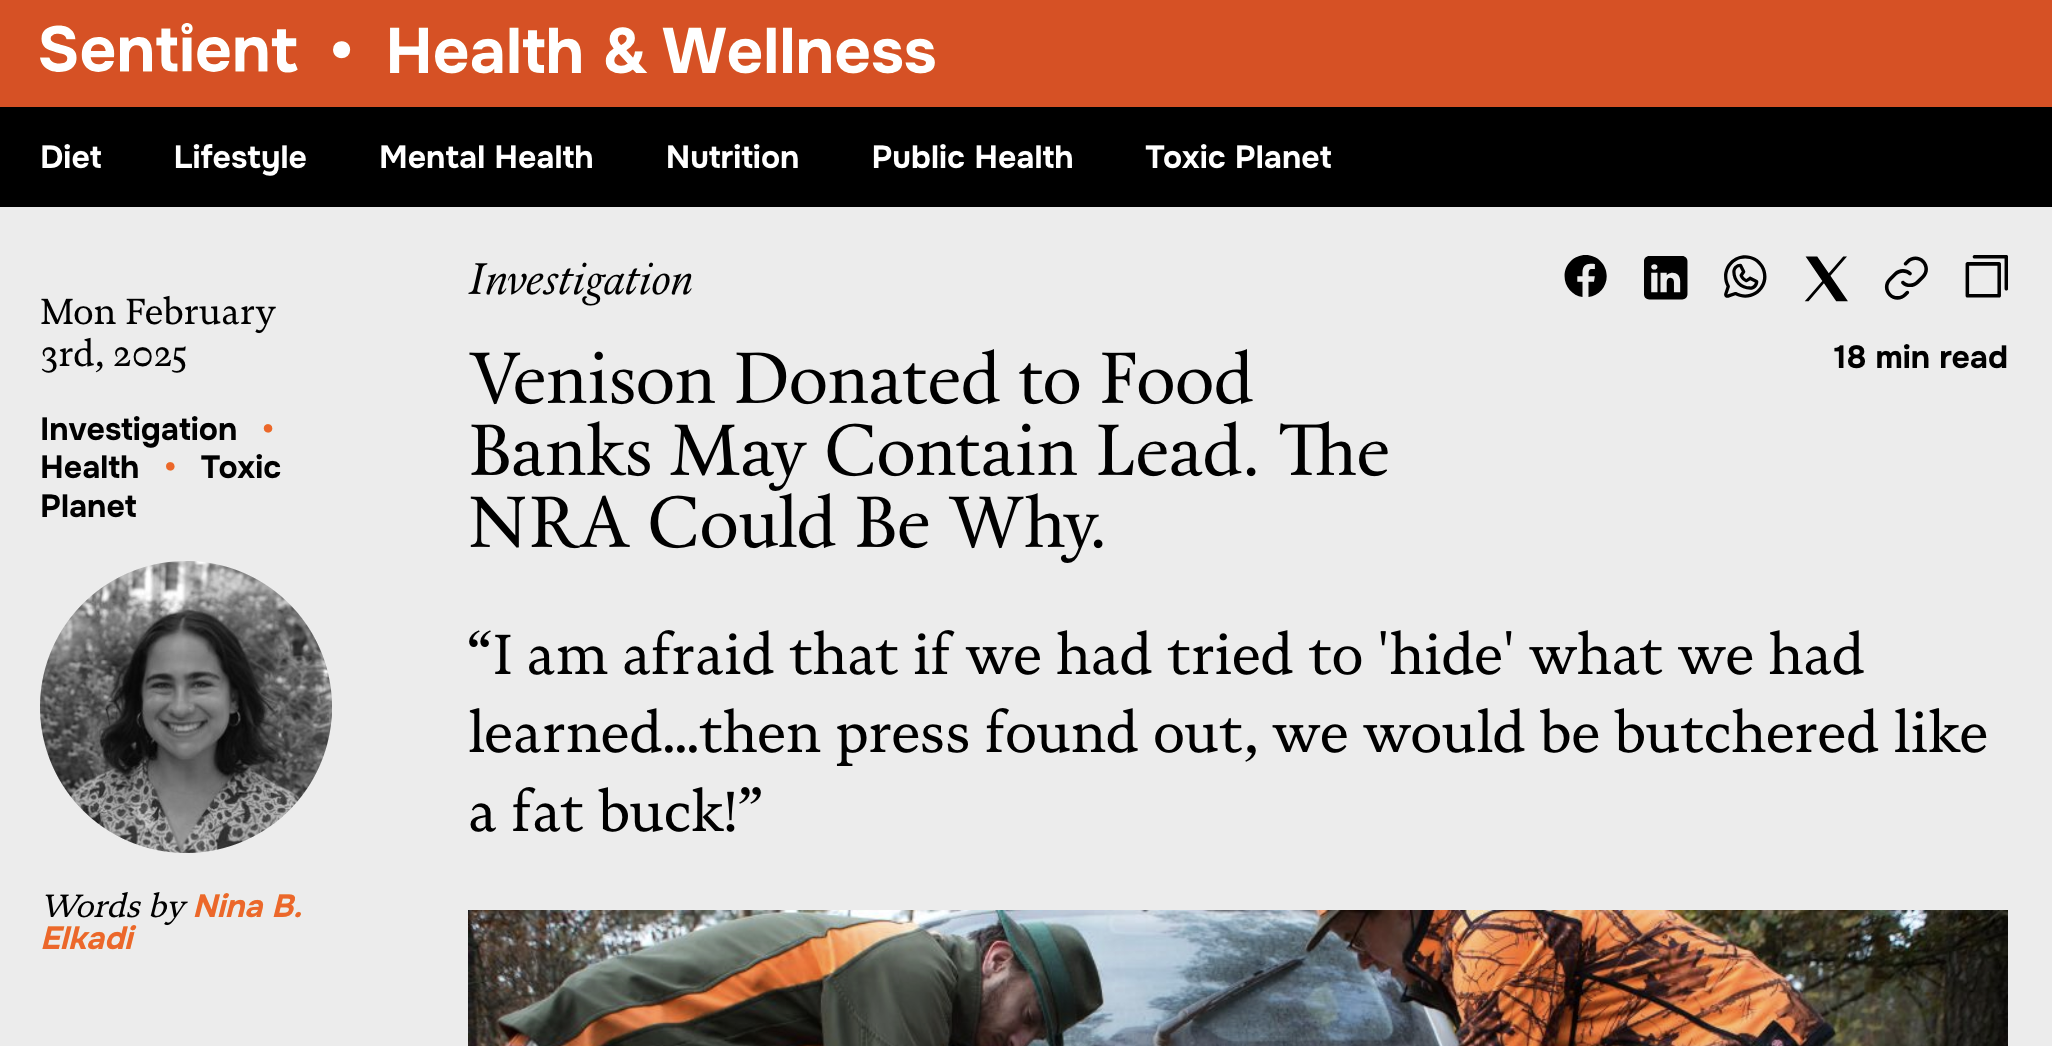 Sentient • Health & Wellness
Diet Lifestyle Mental Health Nutrition Public Health Toxic Planet
Mon February
3rd, 2025
Investigation •
Health • Toxic
Planet
Words by Nina B.
Elkadi
Investigation
18 min read
Venison Donated to Food
Banks May Contain Lead. The
NRA Could Be Why.
“I am afraid that if we had tried to 'hide' what we had
learned...then press found out, we would be butchered like
a fat buck!”